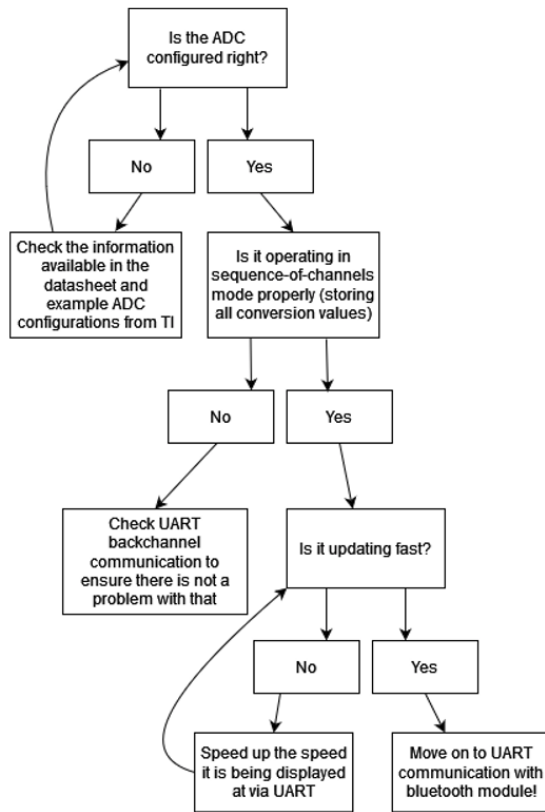 Is the ADC
configured right?
No
Yes
Check the information
available in the
datasheet and
example ADC
configurations from TI
Is it operating in
sequence-of-channels
mode properly (storing
all conversion values)
No
Yes
Check UART
backchannel
communication to
ensure there is not a
problem with that
Is it updating fast?
No
Yes
Speed up the speed
it is being displayed
at via UART
Move on to UART
communication with
bluetooth module!